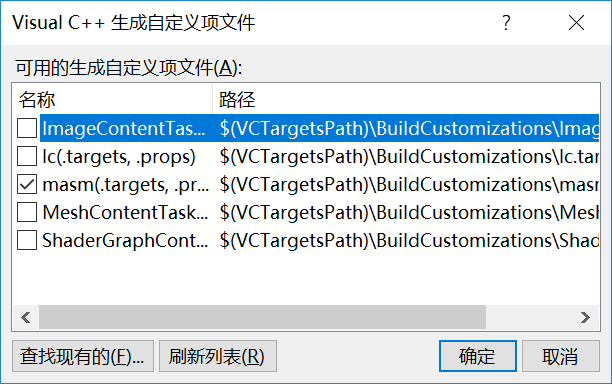 Visual C++ 生成自定义项文件
可用的生成自定义项文件(A):
名称 路径
ImageContentTas... $(VCTargetsPath)\BuildCustomizations\Imag
lc(.targets, .props) $(VCTargetsPath)\BuildCustomizations\lc.tar
masm(.targets, .pr... $(VCTargetsPath)\BuildCustomizations\masn
MeshContentTask... $(VCTargetsPath)\BuildCustomizations\Mesh
ShaderGraphCont... $(VCTargetsPath)\BuildCustomizations\Shad
查找现有的(F)... 刷新列表(R) 确定 取消